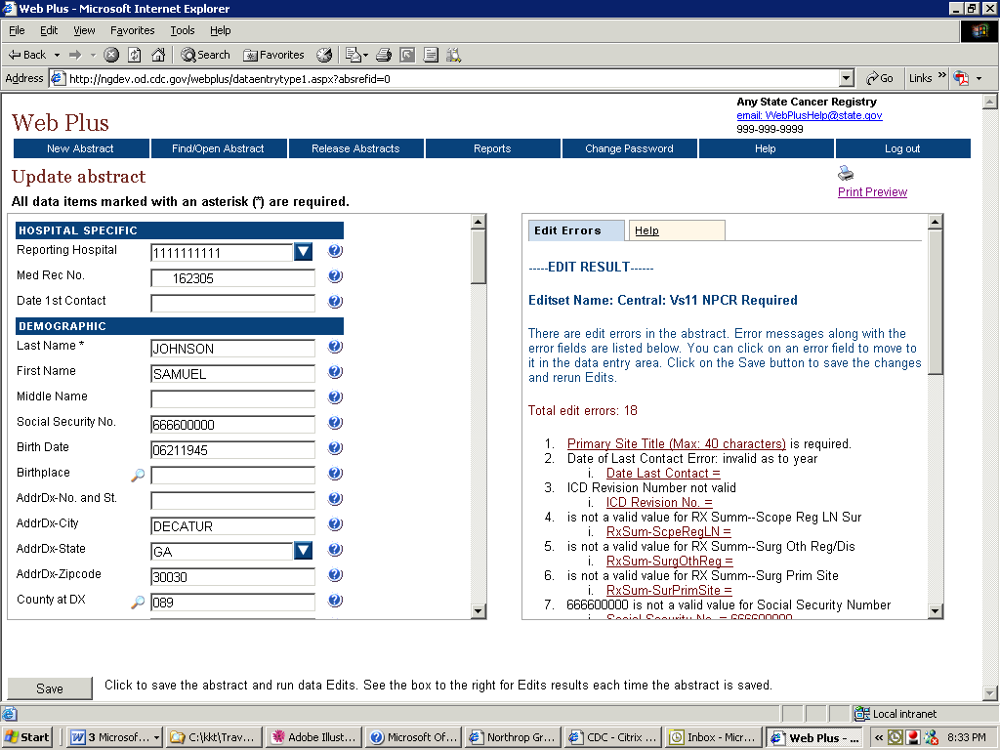 Web Plus - Microsoft Internet Explorer
File Edit View Favorites Tools Help
Back Search Favorites
Address http://ngdev.od.cdc.gov/webplus/dataentrytype1.aspx?absrefid=0 Go Links »
Any State Cancer Registry
email: WebPlusHelp@state.gov
999-999-9999
Web Plus
New Abstract Find/Open Abstract Release Abstracts Reports Change Password Help Log out
Update abstract
Print Preview
All data items marked with an asterisk (*) are required.
HOSPITAL SPECIFIC
Reporting Hospital 1111111111
Med Rec No. 162305
Date 1st Contact
DEMOGRAPHIC
Last Name * JOHNSON
First Name SAMUEL
Middle Name
Social Security No. 666600000
Birth Date 06211945
Birthplace
AddrDx-No. and St.
AddrDx-City DECATUR
AddrDx-State GA
AddrDx-Zipcode 30030
County at DX 089
Edit Errors Help
-----EDIT RESULT------
Editset Name: Central: Vs11 NPCR Required
There are edit errors in the abstract. Error messages along with the
error fields are listed below. You can click on an error field to move to
it in the data entry area. Click on the Save button to save the changes
and rerun Edits.
Total edit errors: 18
1. Primary Site Title (Max: 40 characters) is required.
2. Date of Last Contact Error: invalid as to year
i. Date Last Contact =
3. ICD Revision Number not valid
i. ICD Revision No. =
4. is not a valid value for RX Summ--Scope Reg LN Sur
i. RxSum-ScpeRegLN =
5. is not a valid value for RX Summ--Surg Oth Reg/Dis
i. RxSum-SurgOthReg =
6. is not a valid value for RX Summ--Surg Prim Site
i. RxSum-SurPrimSite =
7. 666600000 is not a valid value for Social Security Number
i. Social Security No. = 666600000
Save Click to save the abstract and run data Edits. See the box to the right for Edits results each time the abstract is saved.
Local intranet
Start 3 Microsof... C:\kkt\Trav... Adobe Illust... Microsoft Of... Northrop Gr... CDC - Citrix ... Inbox - Micr... Web Plus - ... « 8:33 PM